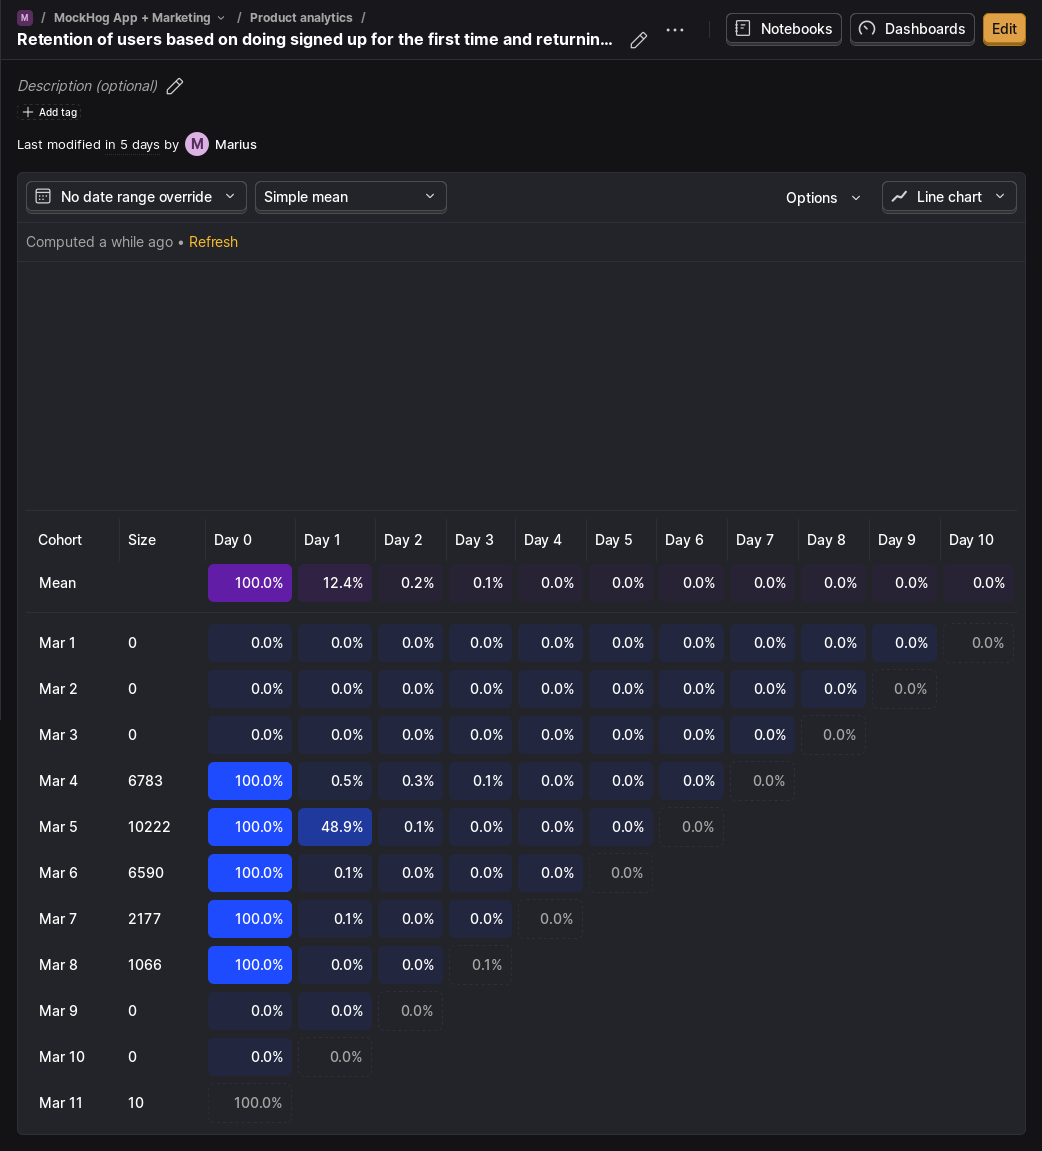 M / MockHog App + Marketing / Product analytics /
Retention of users based on doing signed up for the first time and returnin...
Notebooks
Dashboards
Edit
Description (optional)
Add tag
Last modified in 5 days by M Marius
No date range override
Simple mean
Options
Line chart
Computed a while ago • Refresh
Cohort Size Day 0 Day 1 Day 2 Day 3 Day 4 Day 5 Day 6 Day 7 Day 8 Day 9 Day 10
Mean 100.0% 12.4% 0.2% 0.1% 0.0% 0.0% 0.0% 0.0% 0.0% 0.0% 0.0%
Mar 1 0 0.0% 0.0% 0.0% 0.0% 0.0% 0.0% 0.0% 0.0% 0.0% 0.0% 0.0%
Mar 2 0 0.0% 0.0% 0.0% 0.0% 0.0% 0.0% 0.0% 0.0% 0.0% 0.0%
Mar 3 0 0.0% 0.0% 0.0% 0.0% 0.0% 0.0% 0.0% 0.0% 0.0%
Mar 4 6783 100.0% 0.5% 0.3% 0.1% 0.0% 0.0% 0.0% 0.0%
Mar 5 10222 100.0% 48.9% 0.1% 0.0% 0.0% 0.0% 0.0%
Mar 6 6590 100.0% 0.1% 0.0% 0.0% 0.0% 0.0%
Mar 7 2177 100.0% 0.1% 0.0% 0.0% 0.0%
Mar 8 1066 100.0% 0.0% 0.0% 0.1%
Mar 9 0 0.0% 0.0% 0.0%
Mar 10 0 0.0% 0.0%
Mar 11 10 100.0%